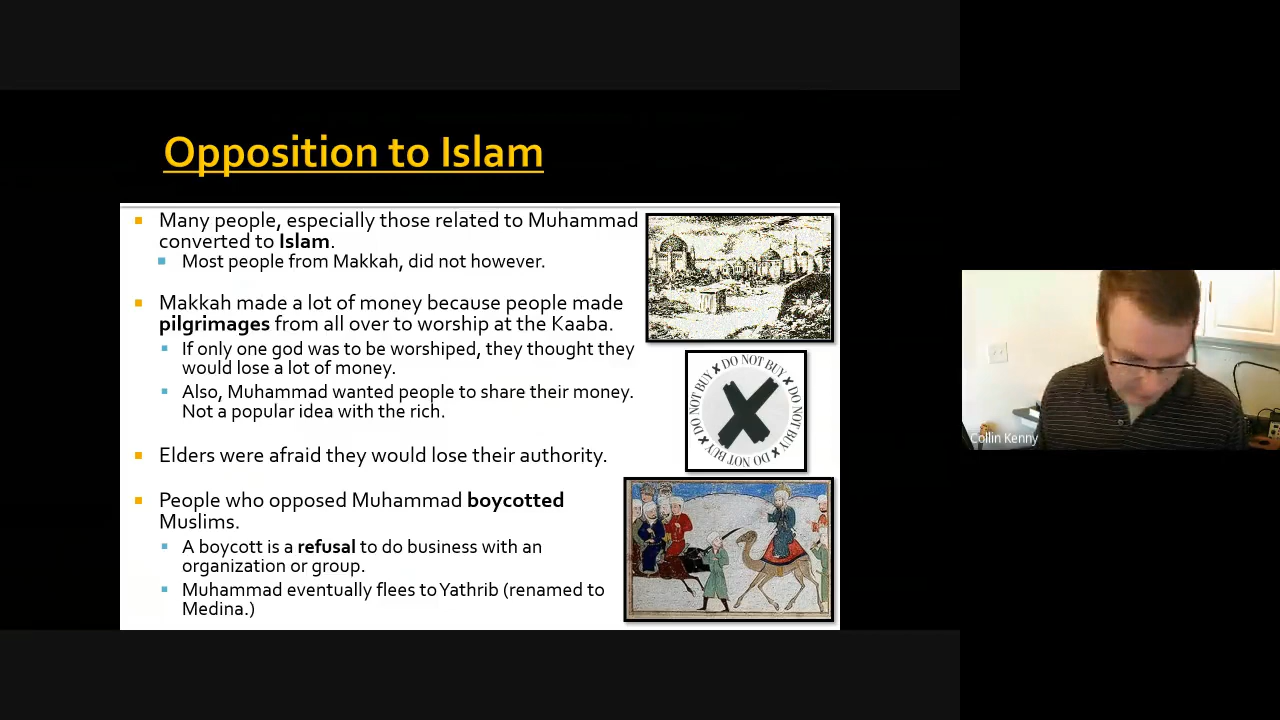 Opposition to Islam
Many people, especially those related to Muhammad
converted to Islam.
Most people from Makkah, did not however.
Makkah made a lot of money because people made
pilgrimages from all over to worship at the Kaaba.
If only one god was to be worshiped, they thought they
would lose a lot of money.
Also, Muhammad wanted people to share their money.
Not a popular idea with the rich.
Elders were afraid they would lose their authority.
People who opposed Muhammad boycotted
Muslims.
A boycott is a refusal to do business with an
organization or group.
Muhammad eventually flees to Yathrib (renamed to
Medina.)
DO NOT BUY X DO NOT BUY X DO NOT BUY X DO NOT BUY X
Collin Kenny